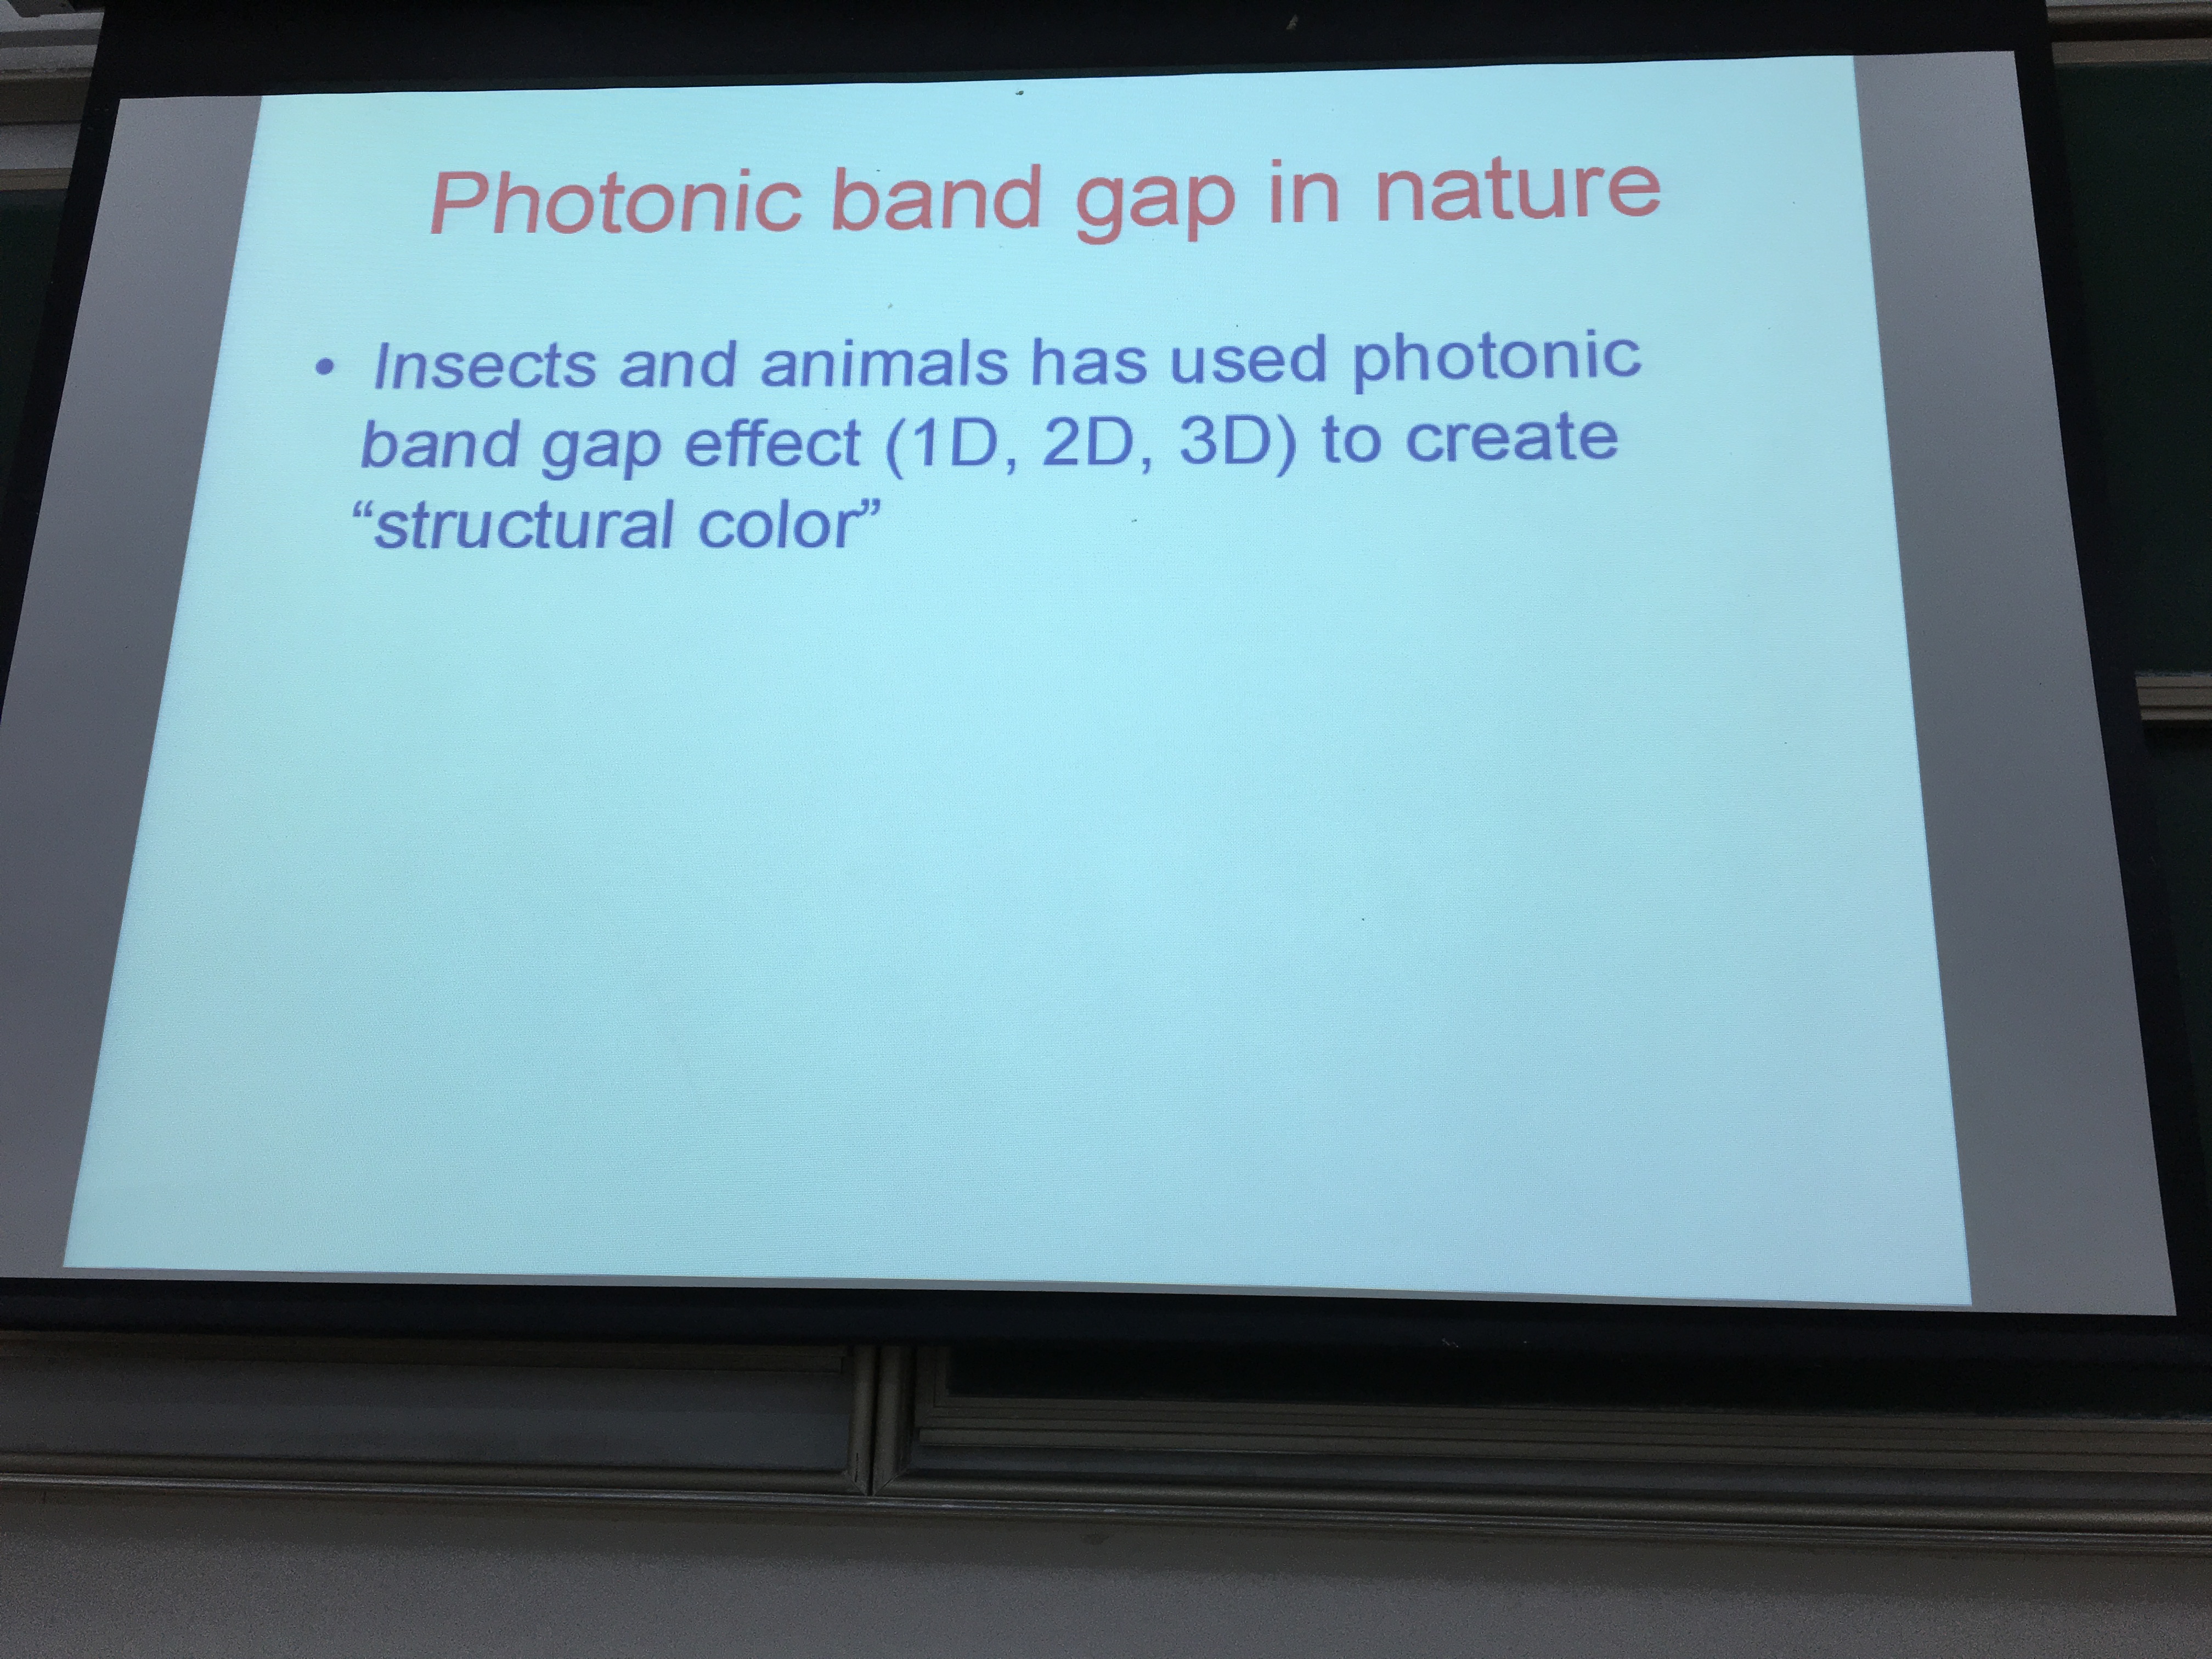 Photonic band gap in nature
• Insects and animals has used photonic
band gap effect (1D, 2D, 3D) to create
“structural color”